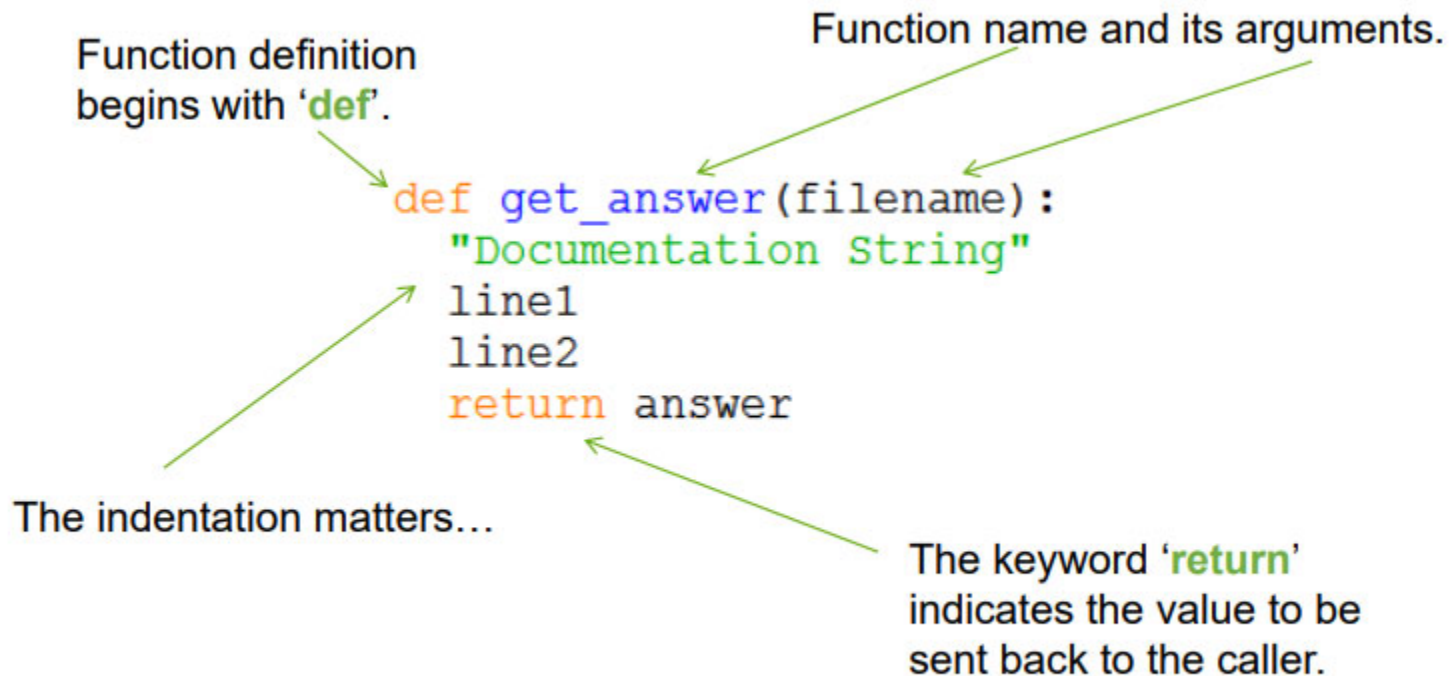 Function definition
begins with ‘def’.
Function name and its arguments.
def get_answer(filename):
"Documentation String"
line1
line2
return answer
The indentation matters…
The keyword ‘return’
indicates the value to be
sent back to the caller.